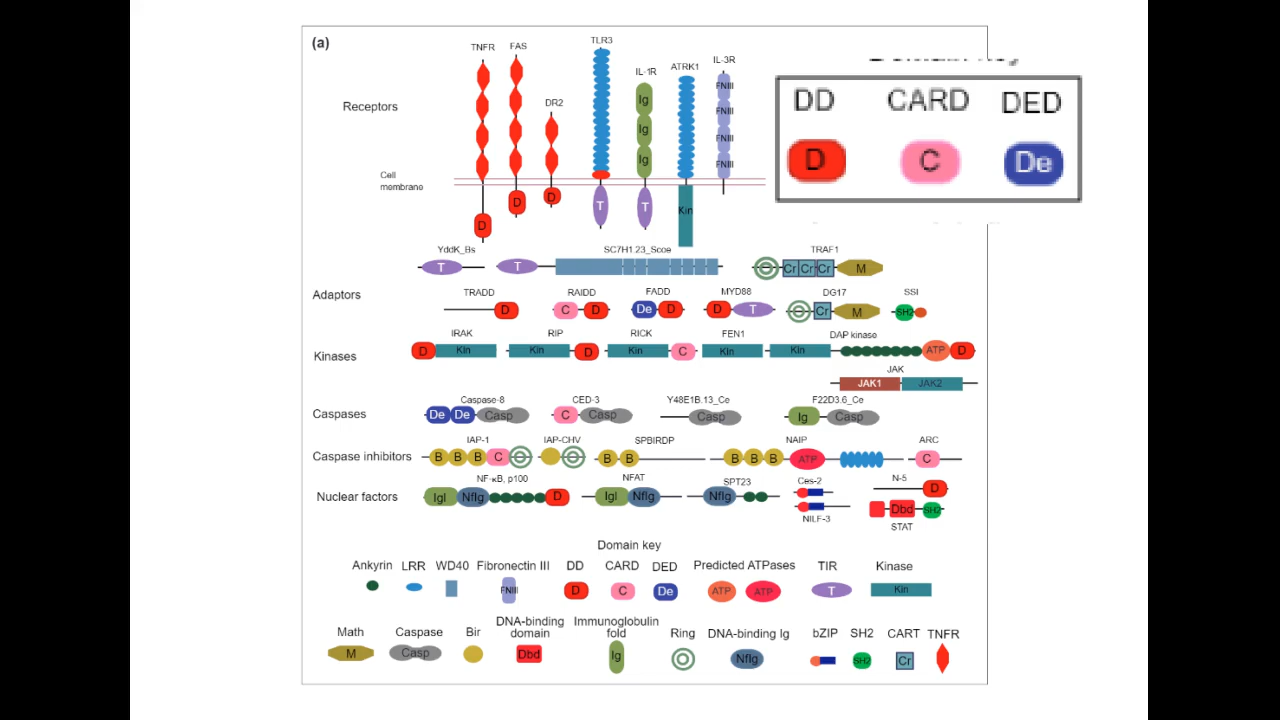 (a)
TNFR FAS TLR3 IL-1R ATRK1 IL-3R
DR2
DD CARD DED
D C De
Receptors
Ig Ig Ig
FNIII FNIII FNIII FNIII
Cell
membrane
D D D T T Kin
YddK_Bs SC7H1.23_Scoe TRAF1
T T Cr Cr Cr M
Adaptors
TRADD RAIDD FADD MYD88 DG17 SSI
D C D De D D T Cr M SH2
Kinases
IRAK RIP RICK FEN1 DAP kinase
D Kin Kin D Kin C Kin Kin ATP D
JAK
JAK1 JAK2
Caspases
Caspase-8 CED-3 Y48E1B.13_Ce F22D3.6_Ce
De De Casp C Casp Casp Ig Casp
Caspase inhibitors
IAP-1 IAP-CHV SPBIRDP NAIP ARC
B B B C B B B B B ATP C
Nuclear factors
NF-κB, p100 NFAT SPT23 Ces-2 N-5
IgI NfIg D IgI NfIg NfIg D
Dbd SH2
NILF-3 STAT
Domain key
Ankyrin LRR WD40 Fibronectin III DD CARD DED Predicted ATPases TIR Kinase
FNIII D C De ATP ATP T Kin
Math Caspase Bir DNA-binding domain Immunoglobulin fold Ring DNA-binding Ig bZIP SH2 CART TNFR
M Casp Dbd Ig NfIg SH2 Cr